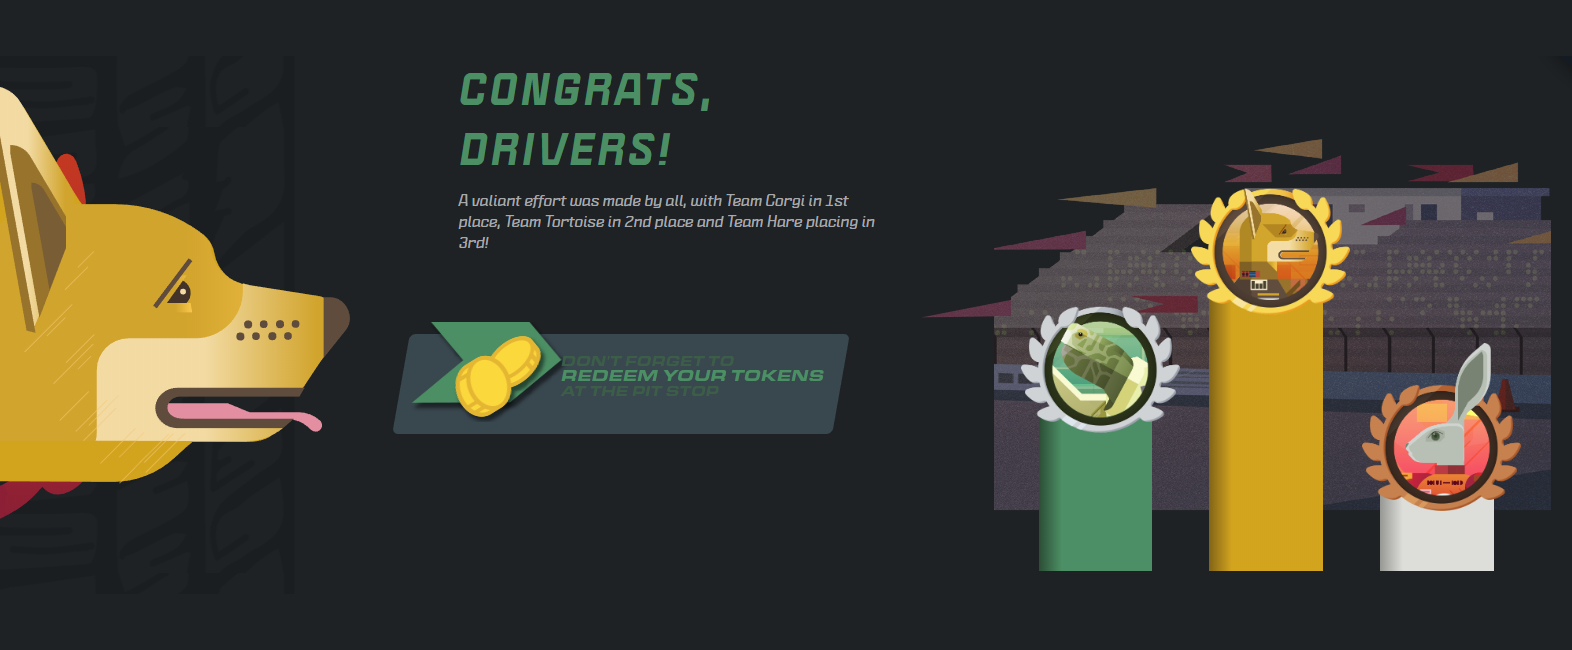 CONGRATS,
DRIVERS!
A valiant effort was made by all, with Team Corgi in 1st
place, Team Tortoise in 2nd place and Team Hare placing in
3rd!
DON'T FORGET TO
REDEEM YOUR TOKENS
AT THE PIT STOP